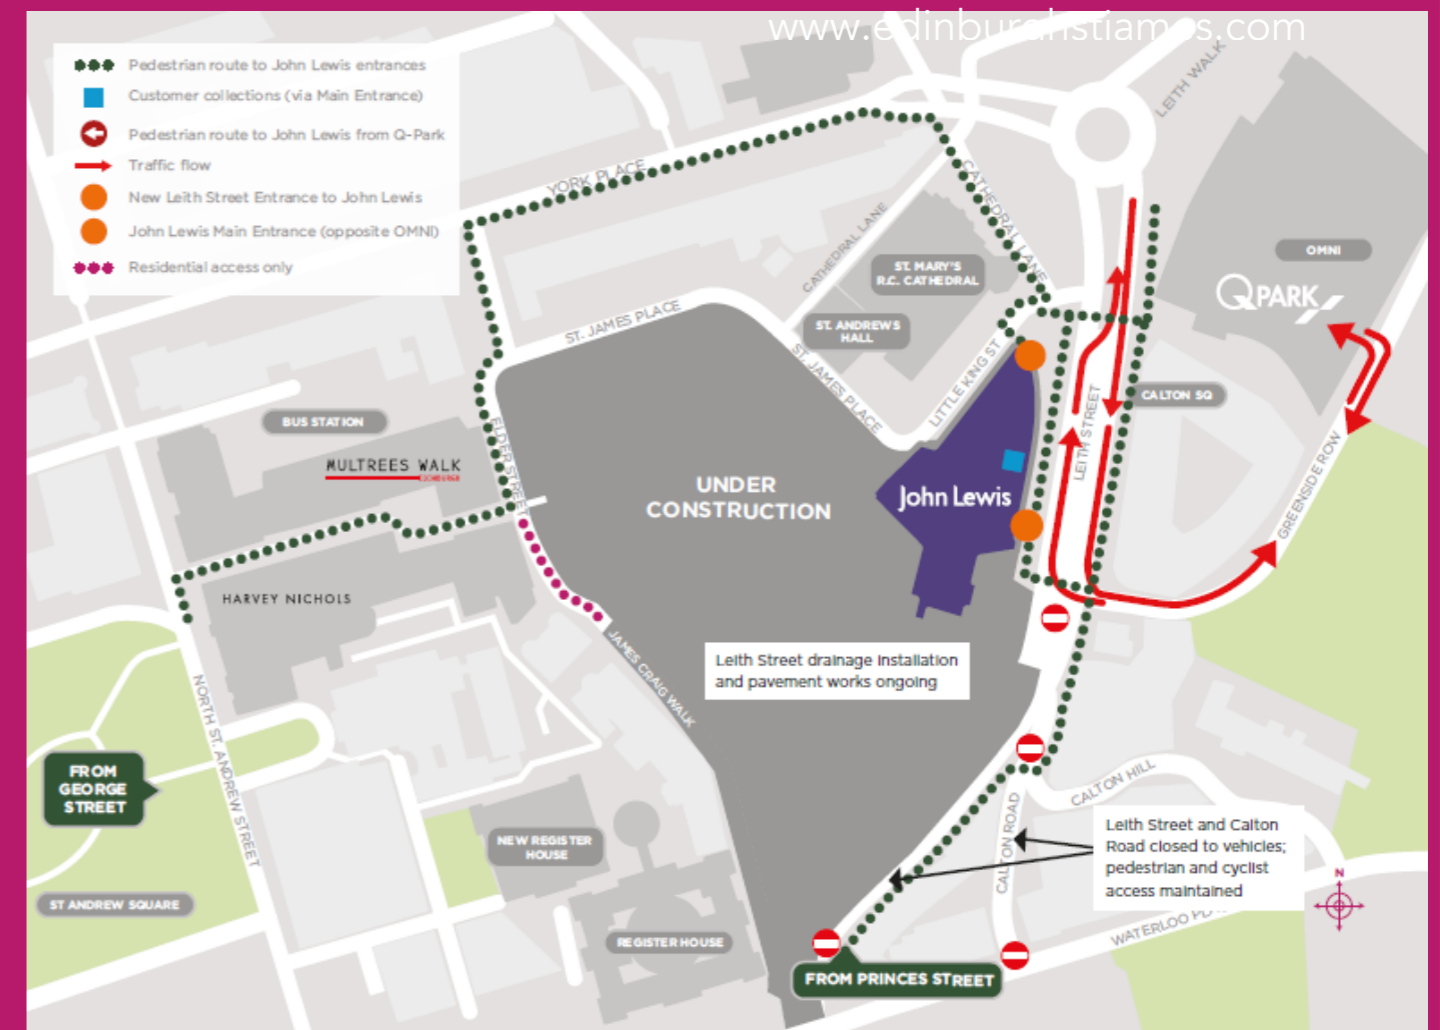 www.edinburghstjames.com
Pedestrian route to John Lewis entrances
Customer collections (via Main Entrance)
Pedestrian route to John Lewis from Q-Park
Traffic flow
New Leith Street Entrance to John Lewis
John Lewis Main Entrance (opposite OMNI)
Residential access only
LEITH WALK
YORK PLACE
CATHEDRAL LANE
CATHEDRAL LANE
OMNI
QPARK
ST. MARY'S
R.C. CATHEDRAL
ST. JAMES PLACE
ST. ANDREWS
HALL
ST. JAMES PLACE
LITTLE KING ST
CALTON SQ
LEITH STREET
BUS STATION
MULTREES WALK
EDINBURGH
ELDER STREET
UNDER
CONSTRUCTION
John Lewis
GREENSIDE ROW
HARVEY NICHOLS
JAMES CRAIG WALK
Leith Street drainage installation
and pavement works ongoing
NORTH ST. ANDREW STREET
FROM
GEORGE
STREET
CALTON HILL
CALTON ROAD
Leith Street and Calton
Road closed to vehicles;
pedestrian and cyclist
access maintained
NEW REGISTER
HOUSE
ST ANDREW SQUARE
REGISTER HOUSE
N
WATERLOO
FROM PRINCES STREET